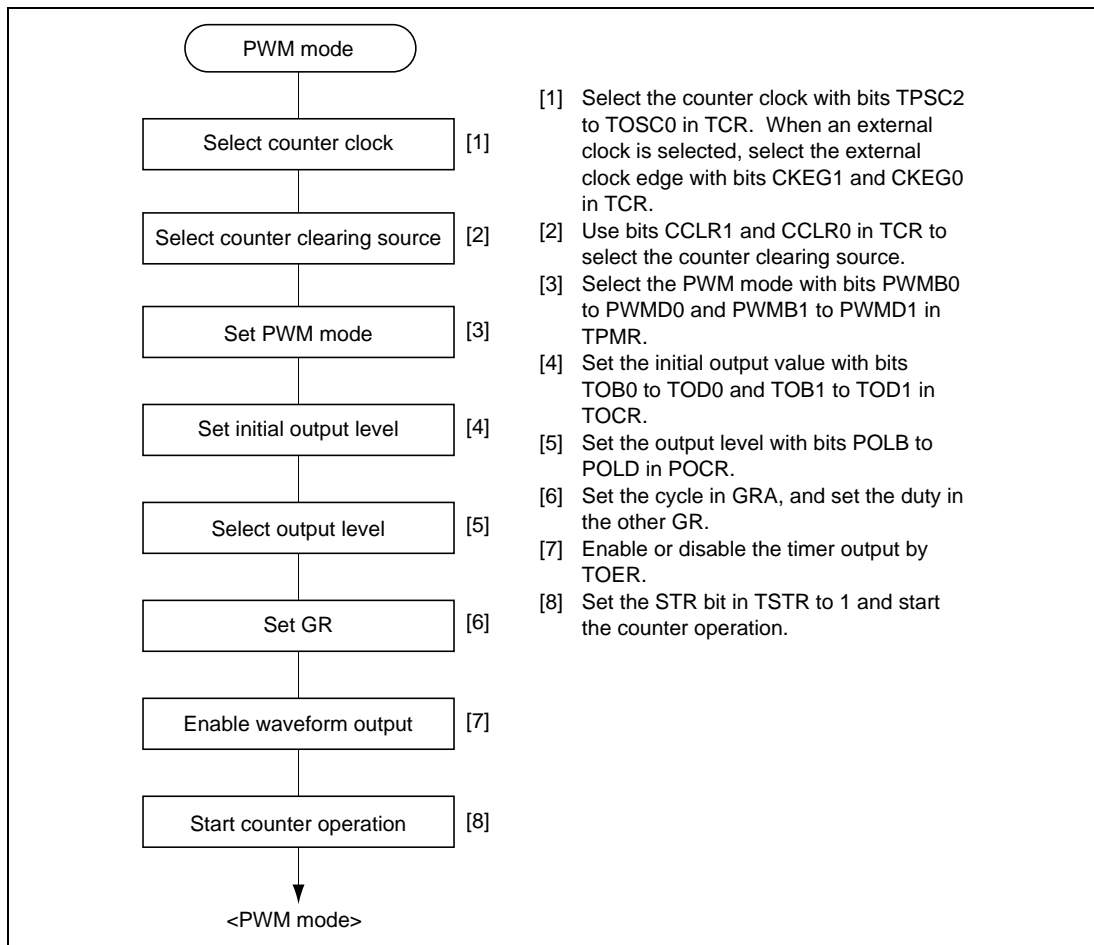 PWM mode
Select counter clock [1]
Select counter clearing source [2]
Set PWM mode [3]
Set initial output level [4]
Select output level [5]
Set GR [6]
Enable waveform output [7]
Start counter operation [8]
<PWM mode>
[1] Select the counter clock with bits TPSC2
to TOSC0 in TCR. When an external
clock is selected, select the external
clock edge with bits CKEG1 and CKEG0
in TCR.
[2] Use bits CCLR1 and CCLR0 in TCR to
select the counter clearing source.
[3] Select the PWM mode with bits PWMB0
to PWMD0 and PWMB1 to PWMD1 in
TPMR.
[4] Set the initial output value with bits
TOB0 to TOD0 and TOB1 to TOD1 in
TOCR.
[5] Set the output level with bits POLB to
POLD in POCR.
[6] Set the cycle in GRA, and set the duty in
the other GR.
[7] Enable or disable the timer output by
TOER.
[8] Set the STR bit in TSTR to 1 and start
the counter operation.